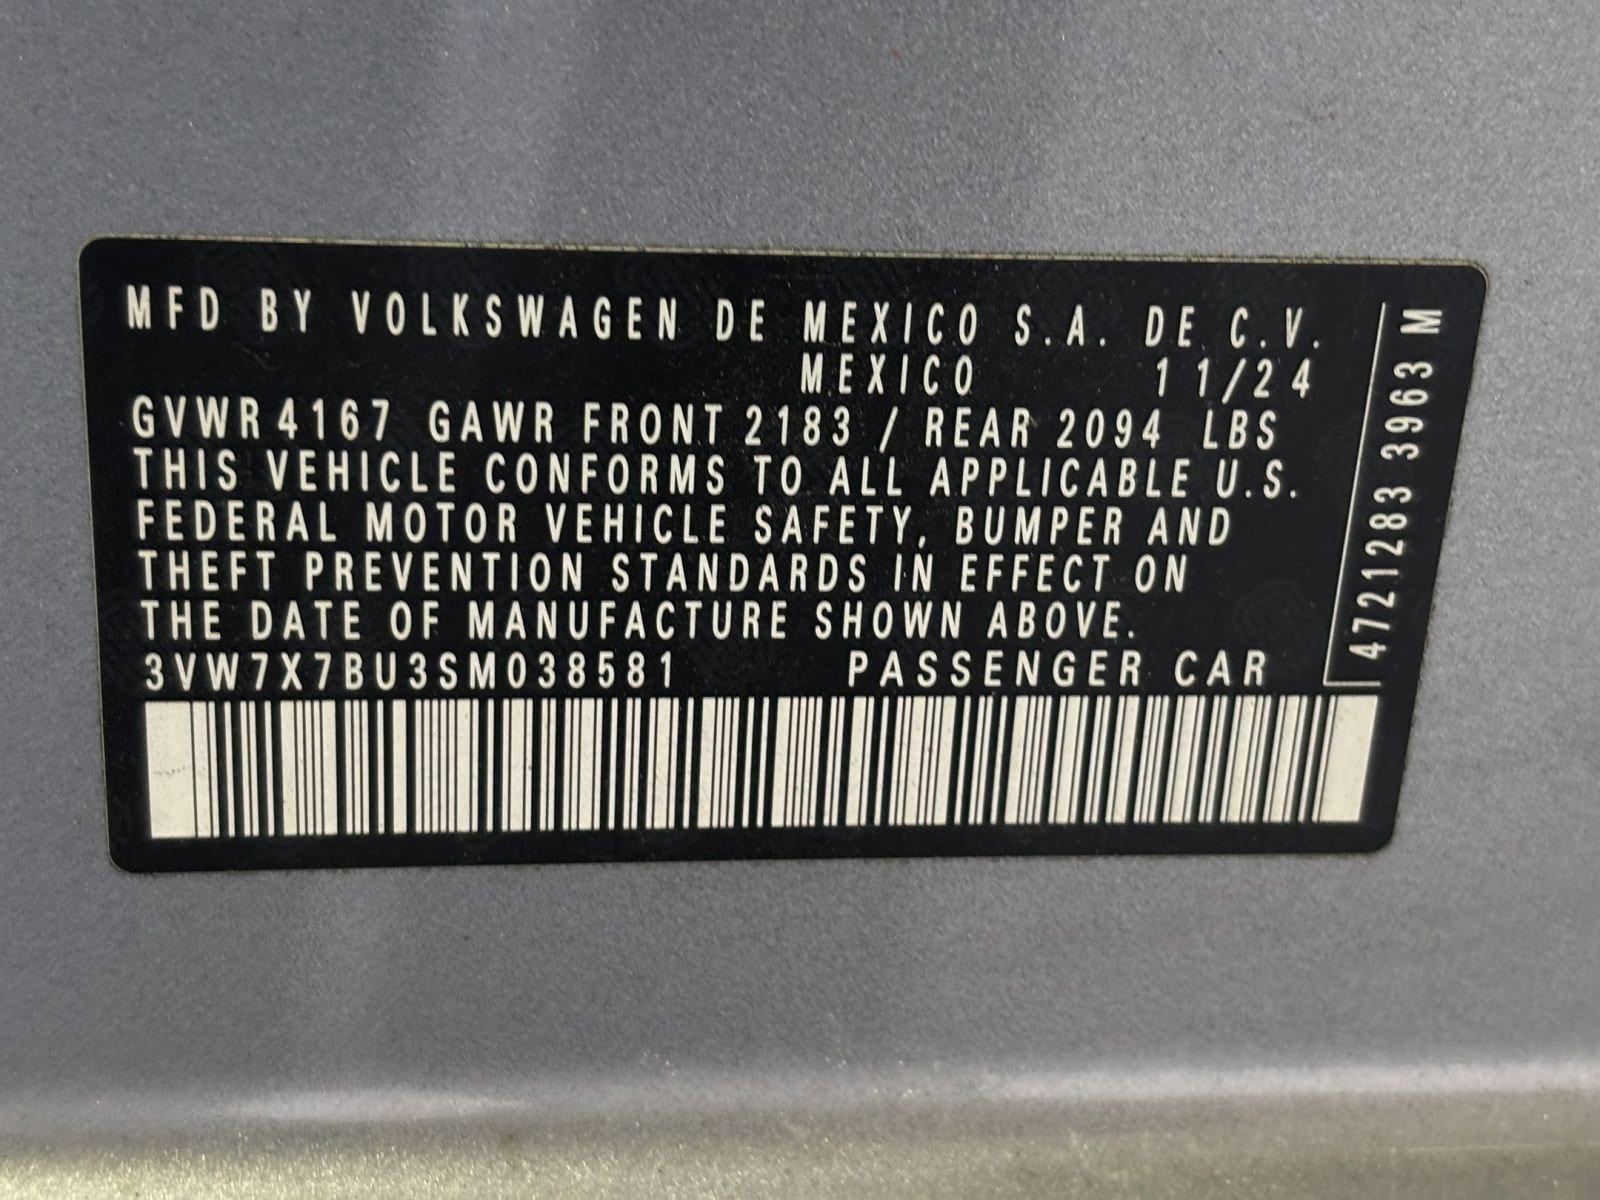 MFD BY VOLKSWAGEN DE MEXICO S.A. DE C.V.
MEXICO 11/24
GVWR 4167 GAWR FRONT 2183 / REAR 2094 LBS
THIS VEHICLE CONFORMS TO ALL APPLICABLE U.S.
FEDERAL MOTOR VEHICLE SAFETY, BUMPER AND
THEFT PREVENTION STANDARDS IN EFFECT ON
THE DATE OF MANUFACTURE SHOWN ABOVE.
3VW7X7BU3SM038581 PASSENGER CAR
4721283 3963 M